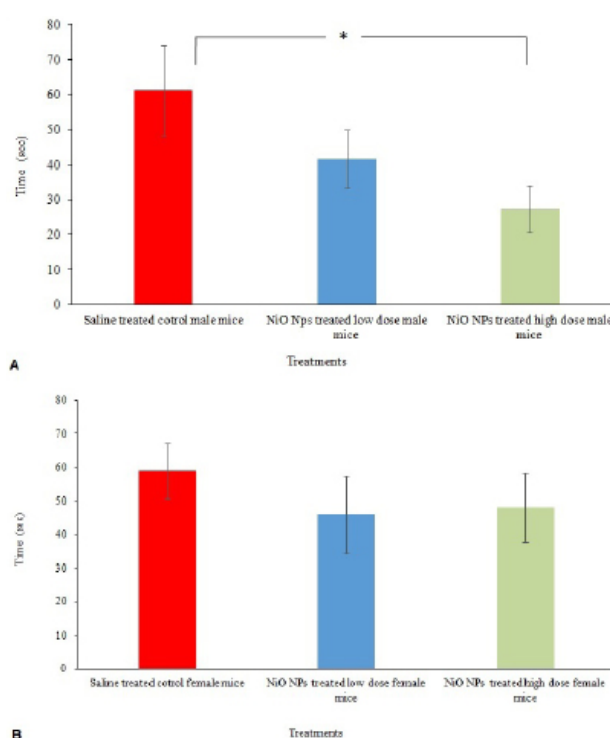 80
70
60
50
40
30
20
10
0
Time (sec)
*
Saline treated cotrol male mice
NiO Nps treated low dose male
mice
NiO NPs treated high dose male
mice
A
Treatments
80
70
60
50
40
30
20
10
0
Time (sec)
Saline treated cotrol female mice
NiO NPs treated low dose female
mice
NiO NPs treated high dose female
mice
B
Treatments